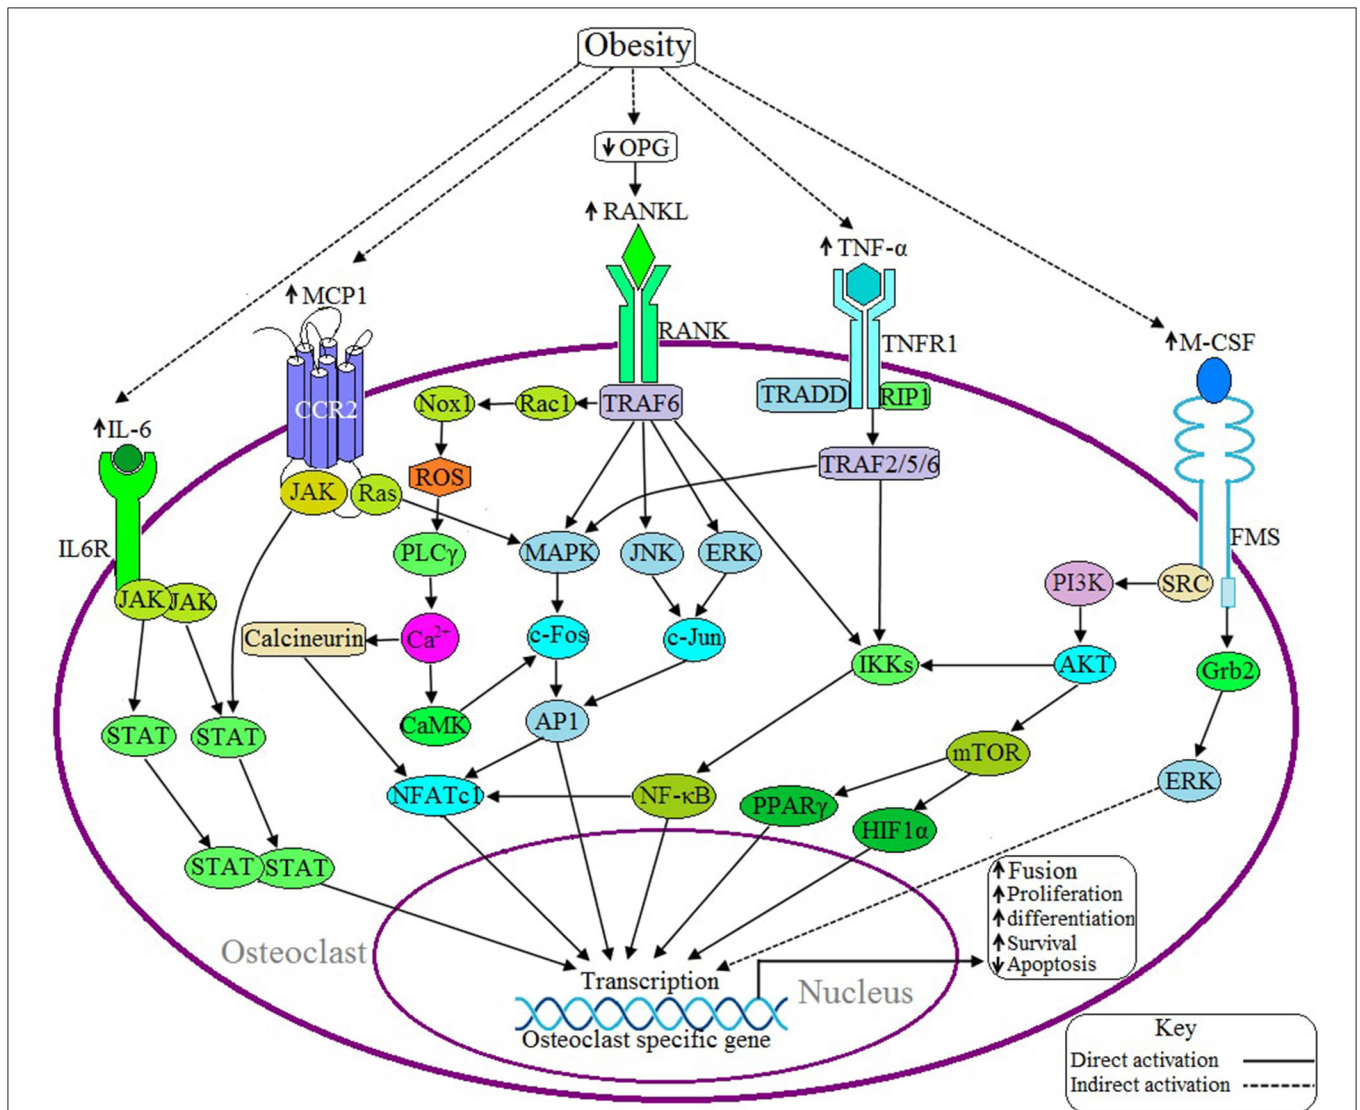 Obesity
↓ OPG
↑ RANKL
↑ TNF-α
↑ MCP1
↑ M-CSF
RANK
TNFR1
CCR2
Nox1
Rac1
TRAF6
TRADD
RIP1
↑ IL-6
TRAF2/5/6
ROS
JAK
Ras
IL6R
PLCγ
MAPK
JNK
ERK
FMS
PI3K
SRC
JAK
JAK
Calcineurin
Ca2+
c-Fos
c-Jun
IKKs
AKT
Grb2
STAT
STAT
CaMK
AP1
mTOR
NFATc1
NF-κB
PPARγ
ERK
HIF1α
STAT
STAT
↑ Fusion
↑ Proliferation
↑ differentiation
↑ Survival
↓ Apoptosis
Osteoclast
Transcription
Nucleus
Osteoclast specific gene
Key
Direct activation
Indirect activation